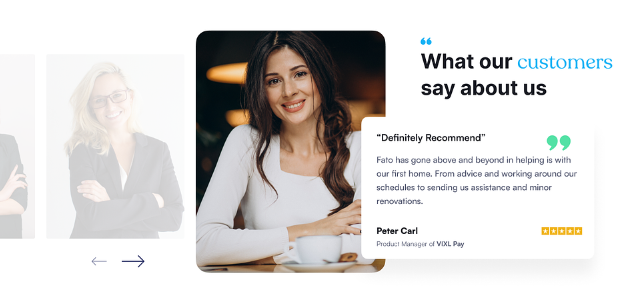 What our customers
say about us
“Definitely Recommend”
Fato has gone above and beyond in helping is with
our first home. From advice and working around our
schedules to sending us assistance and minor
renovations.
Peter Carl
Product Manager of VIXL Pay